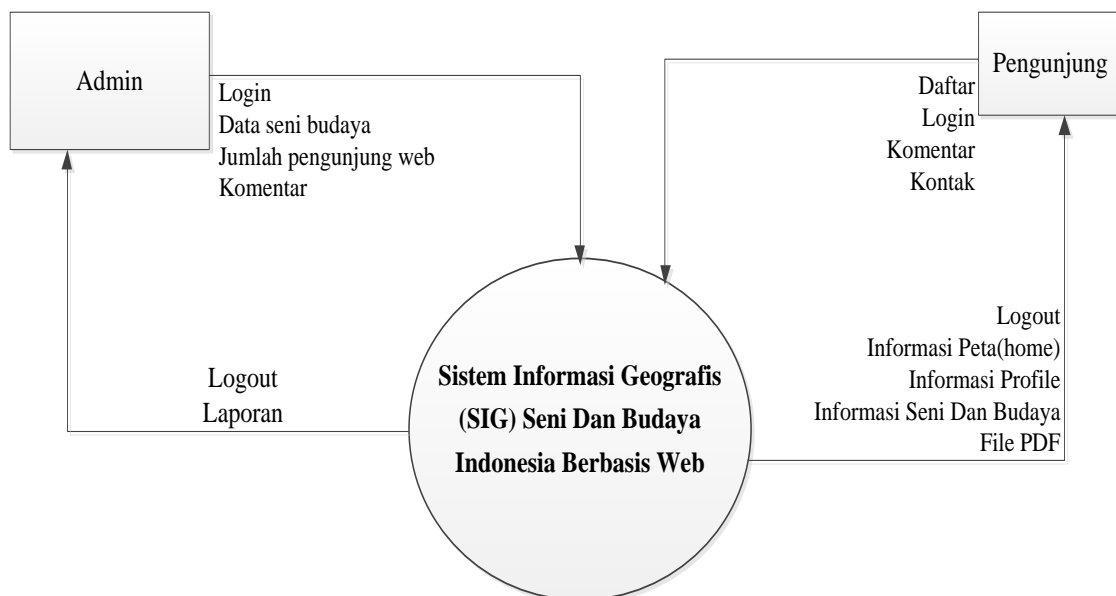 Admin
Login
Data seni budaya
Jumlah pengunjung web
Komentar
Pengunjung
Daftar
Login
Komentar
Kontak
Logout
Laporan
Sistem Informasi Geografis
(SIG) Seni Dan Budaya
Indonesia Berbasis Web
Logout
Informasi Peta(home)
Informasi Profile
Informasi Seni Dan Budaya
File PDF